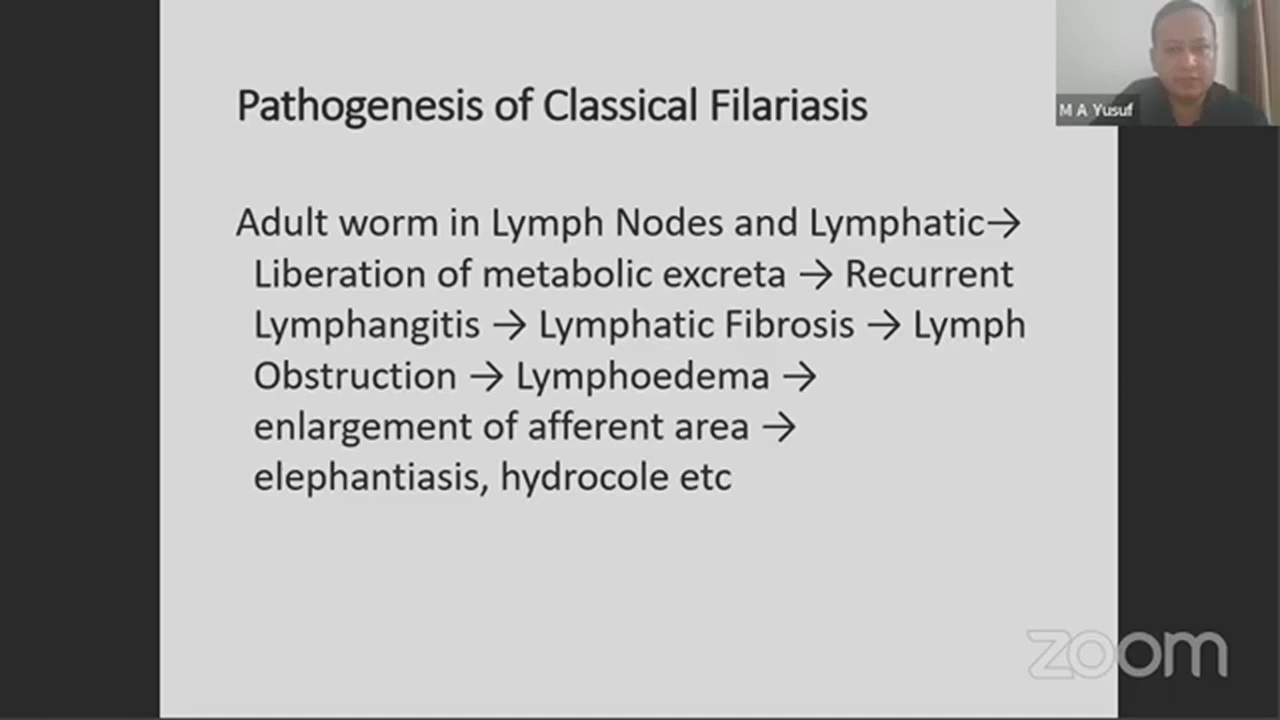 Pathogenesis of Classical Filariasis
M A Yusuf
Adult worm in Lymph Nodes and Lymphatic→
Liberation of metabolic excreta → Recurrent
Lymphangitis → Lymphatic Fibrosis → Lymph
Obstruction → Lymphoedema →
enlargement of afferent area →
elephantiasis, hydrocole etc
zoom